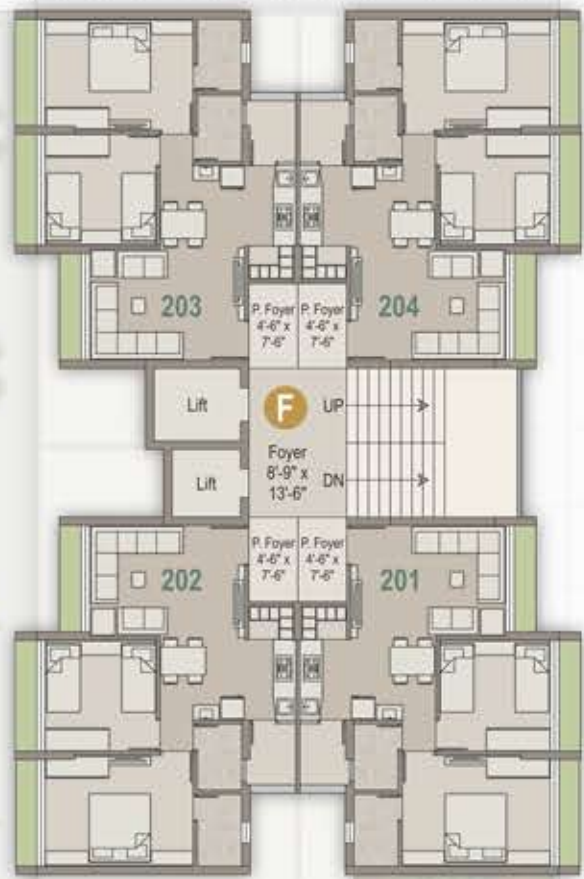 203
204
P. Foyer
4'-6" x
7'-6"
P. Foyer
4'-6" x
7'-6"
Lift
F
UP
Foyer
8'-9" x
13'-6"
Lift
DN
P. Foyer
4'-6" x
7'-6"
P. Foyer
4'-6" x
7'-6"
202
201